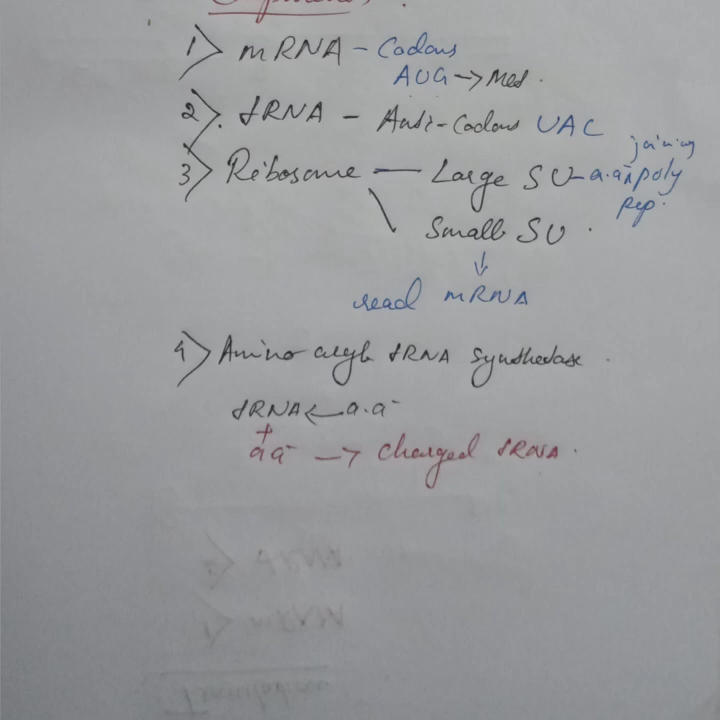 1) mRNA - Codons
AUG → Met.
2) tRNA - Anti-Codons UAC
3) Ribosome — Large SU - a.a in poly pep.
joining
Small SU.
↓
read mRNA
4) Amino acyl tRNA Synthetase.
tRNA ← a.a
+
aa → charged tRNA.